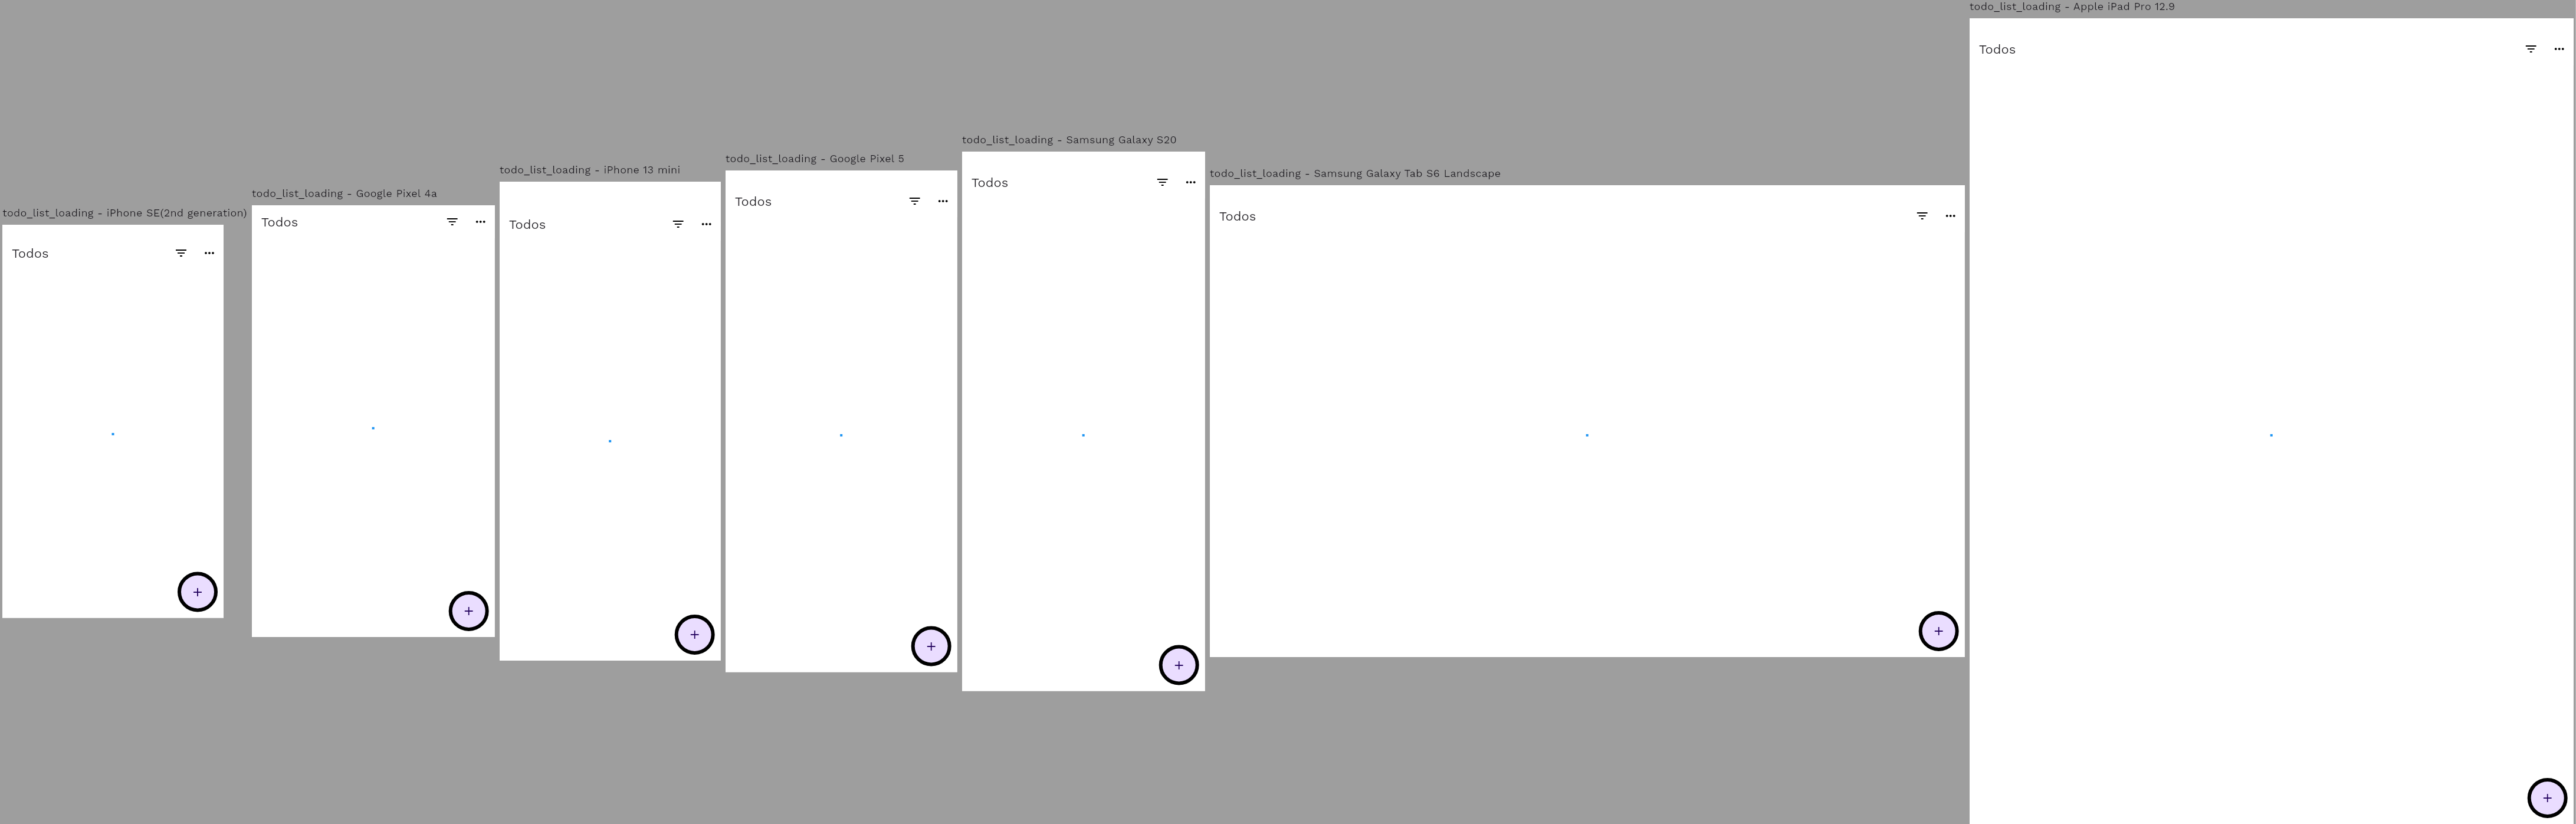 todo_list_loading - iPhone SE(2nd generation)
Todos
todo_list_loading - Google Pixel 4a
Todos
todo_list_loading - iPhone 13 mini
Todos
todo_list_loading - Google Pixel 5
Todos
todo_list_loading - Samsung Galaxy S20
Todos
todo_list_loading - Samsung Galaxy Tab S6 Landscape
Todos
todo_list_loading - Apple iPad Pro 12.9
Todos